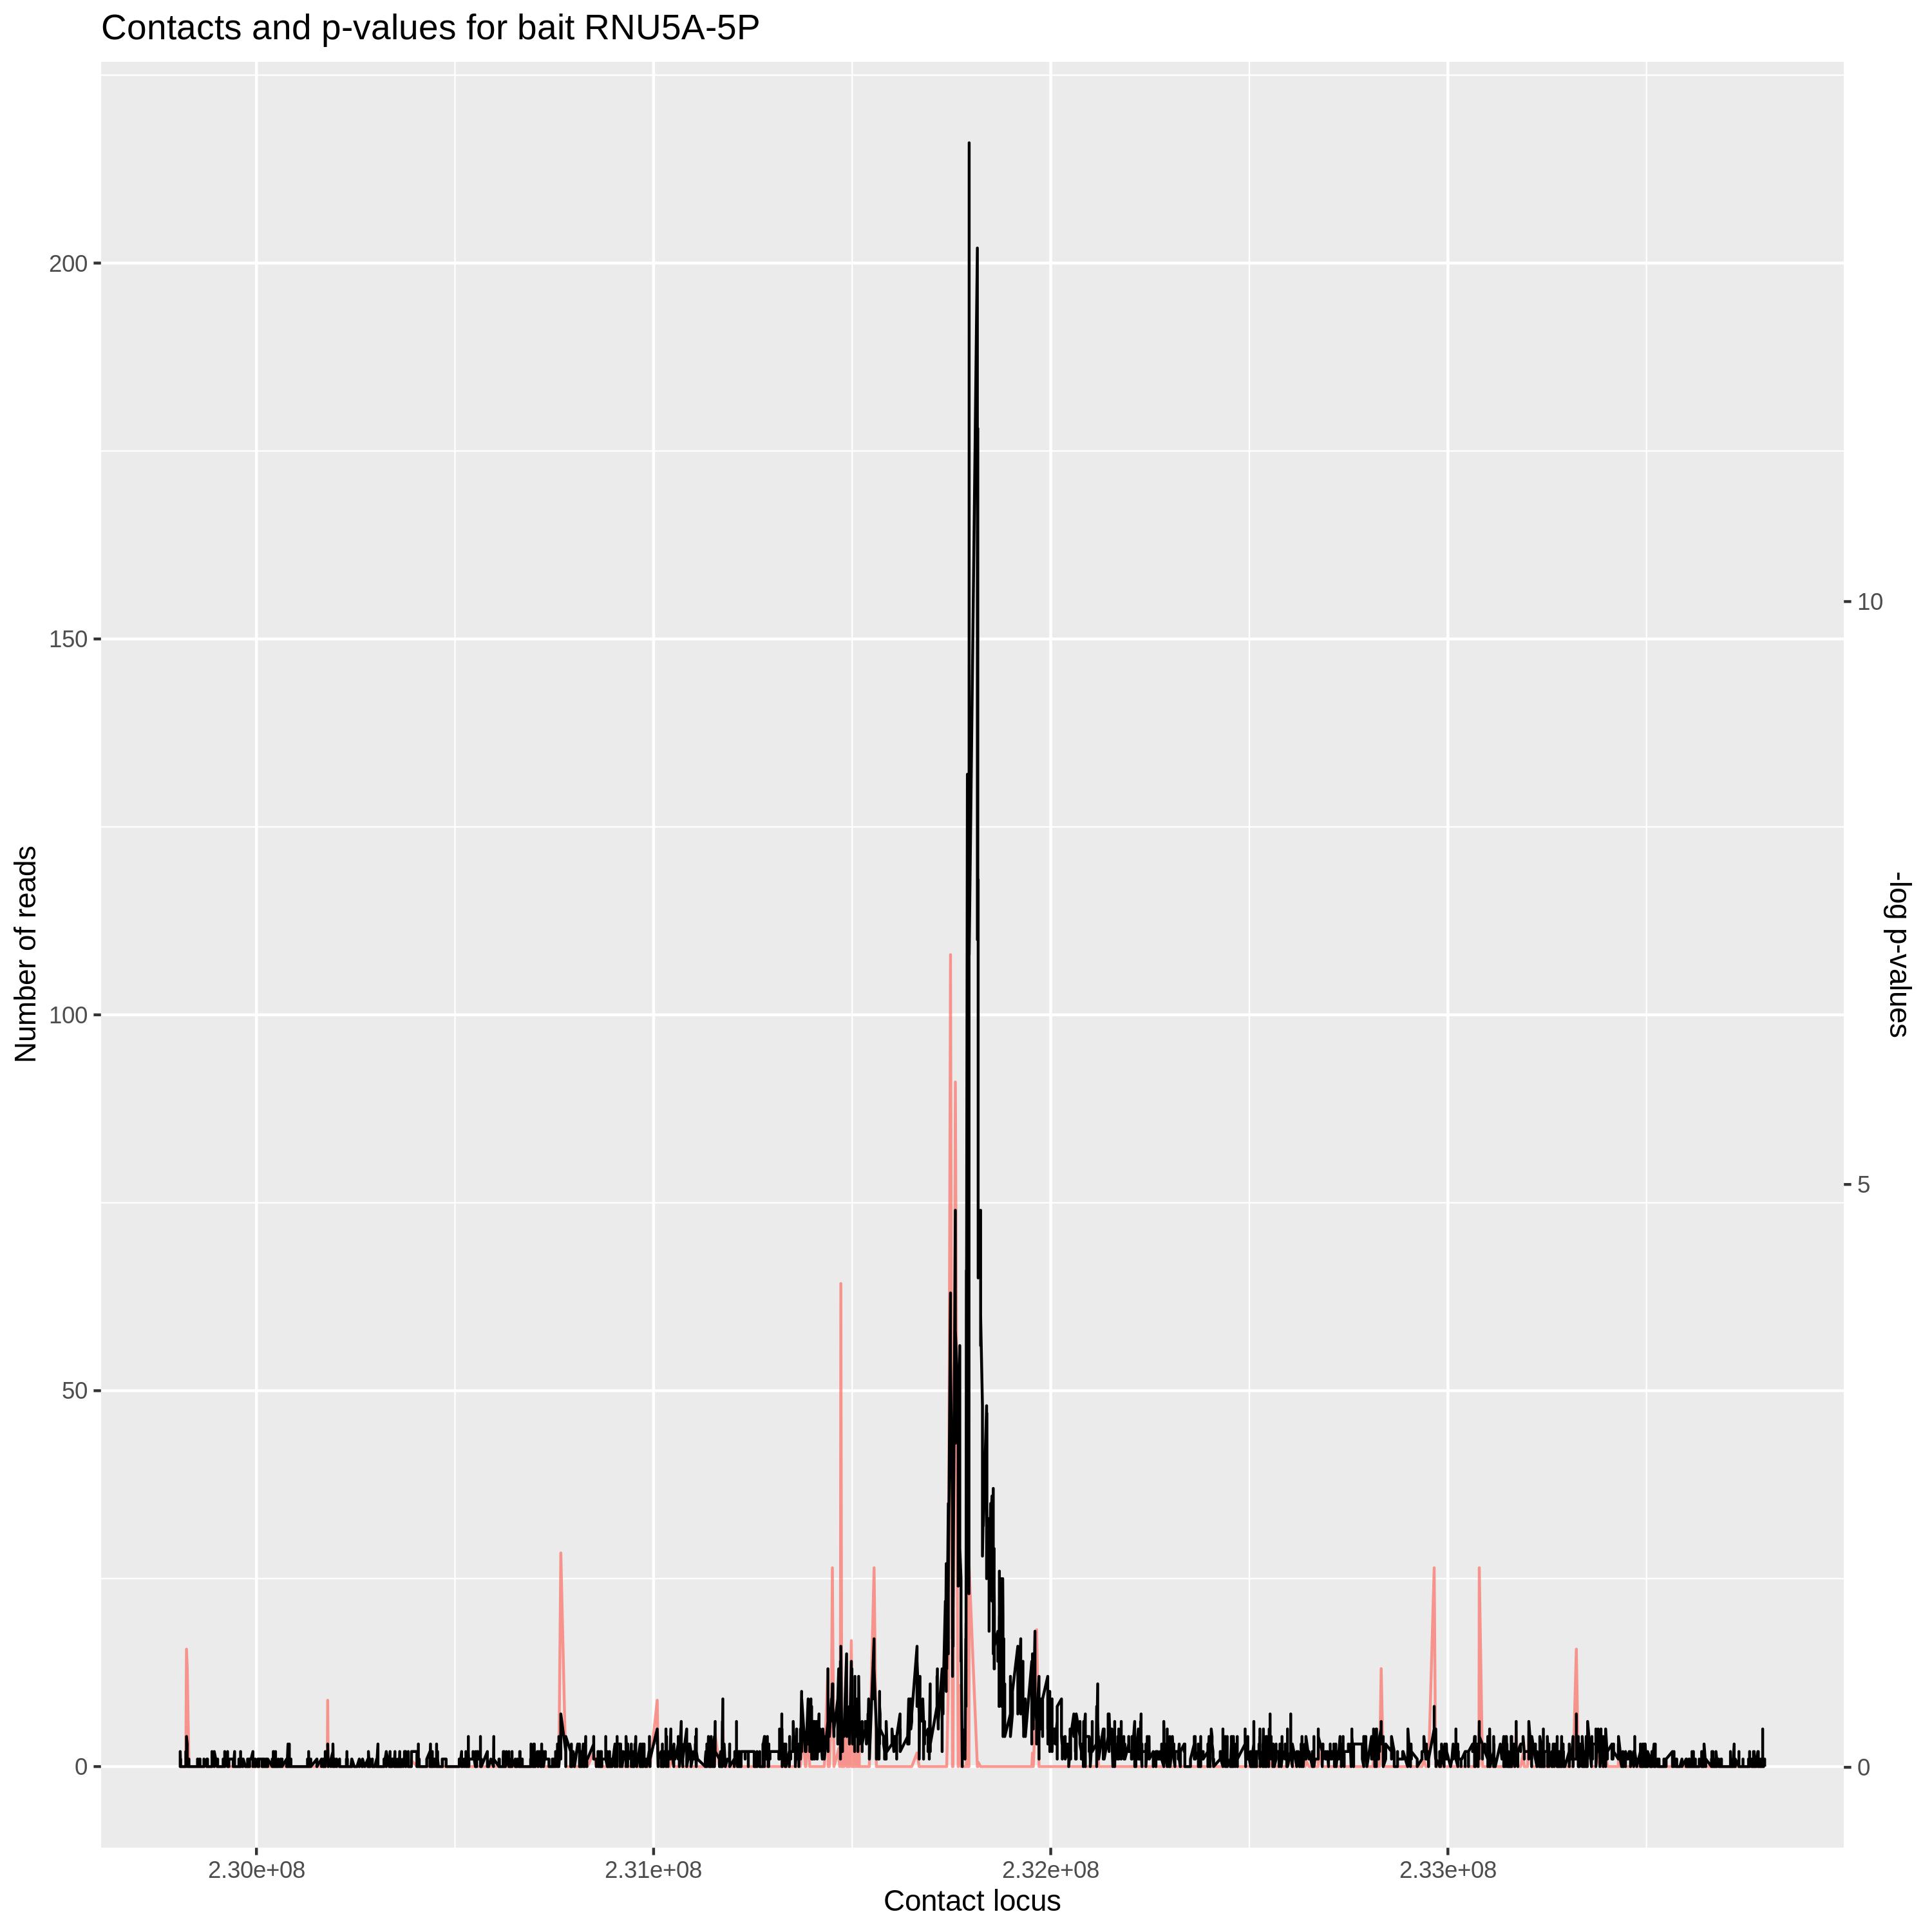 Contacts and p-values for bait RNU5A-5P
200
150
100
50
0
Number of reads
10
5
0
-log p-values
2.30e+08
2.31e+08
2.32e+08
2.33e+08
Contact locus